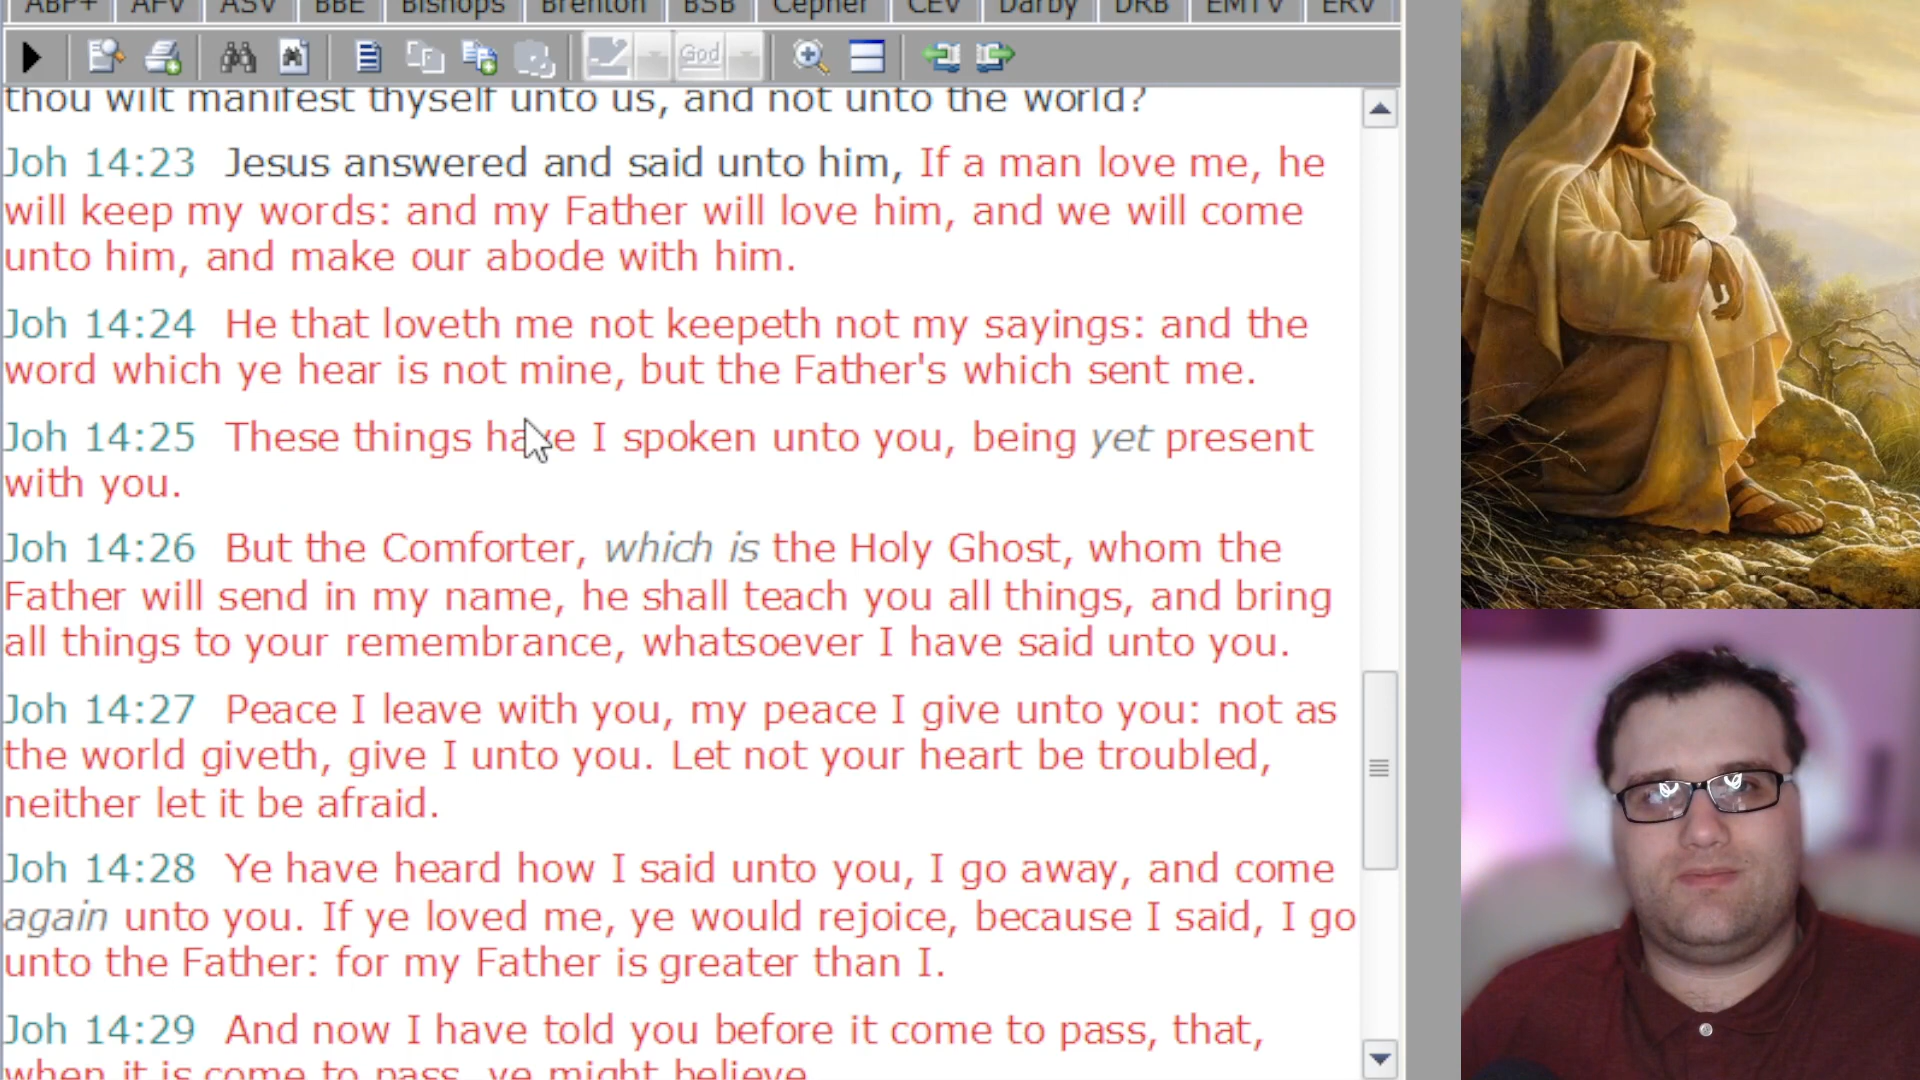 ABP+ AFV ASV BBE Bishops Brenton BSB Cepher CEV Darby DRB EMTV ERV
God
thou wilt manifest thyself unto us, and not unto the world?
Joh 14:23 Jesus answered and said unto him, If a man love me, he
will keep my words: and my Father will love him, and we will come
unto him, and make our abode with him.
Joh 14:24 He that loveth me not keepeth not my sayings: and the
word which ye hear is not mine, but the Father's which sent me.
Joh 14:25 These things have I spoken unto you, being yet present
with you.
Joh 14:26 But the Comforter, which is the Holy Ghost, whom the
Father will send in my name, he shall teach you all things, and bring
all things to your remembrance, whatsoever I have said unto you.
Joh 14:27 Peace I leave with you, my peace I give unto you: not as
the world giveth, give I unto you. Let not your heart be troubled,
neither let it be afraid.
Joh 14:28 Ye have heard how I said unto you, I go away, and come
again unto you. If ye loved me, ye would rejoice, because I said, I go
unto the Father: for my Father is greater than I.
Joh 14:29 And now I have told you before it come to pass, that,
when it is come to pass, ye might believe.